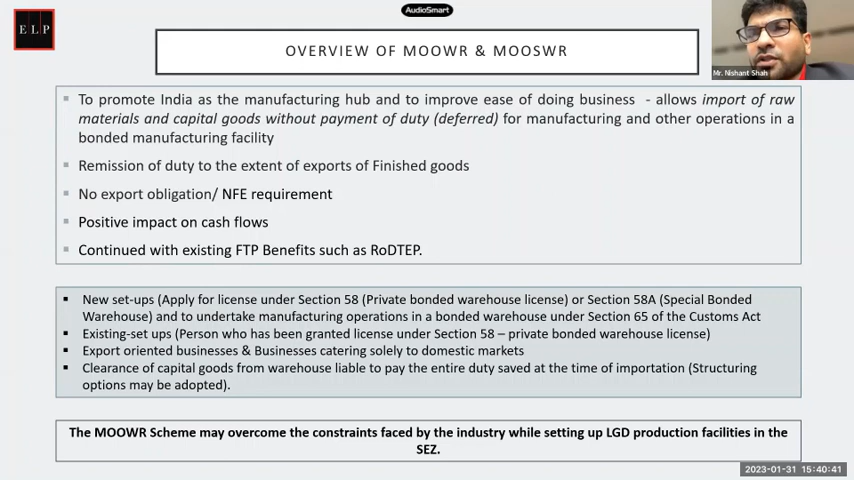 AudioSmart
ELP
OVERVIEW OF MOOWR & MOOSWR
Mr. Nishant Shah
▪ To promote India as the manufacturing hub and to improve ease of doing business - allows import of raw
materials and capital goods without payment of duty (deferred) for manufacturing and other operations in a
bonded manufacturing facility
▪ Remission of duty to the extent of exports of Finished goods
▪ No export obligation/ NFE requirement
▪ Positive impact on cash flows
▪ Continued with existing FTP Benefits such as RoDTEP.
▪ New set-ups (Apply for license under Section 58 (Private bonded warehouse license) or Section 58A (Special Bonded
Warehouse) and to undertake manufacturing operations in a bonded warehouse under Section 65 of the Customs Act
▪ Existing-set ups (Person who has been granted license under Section 58 – private bonded warehouse license)
▪ Export oriented businesses & Businesses catering solely to domestic markets
▪ Clearance of capital goods from warehouse liable to pay the entire duty saved at the time of importation (Structuring
options may be adopted).
The MOOWR Scheme may overcome the constraints faced by the industry while setting up LGD production facilities in the
SEZ.
2023-01-31 15:40:41